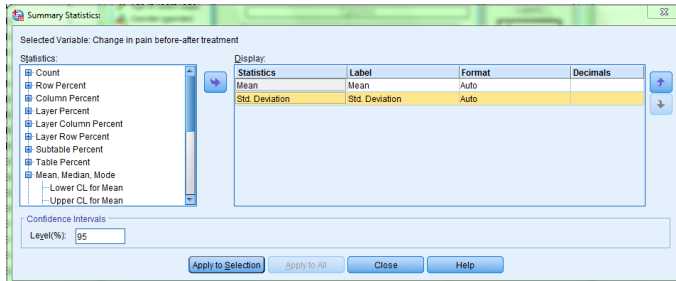 Summary Statistics:
Selected Variable: Change in pain before-after treatment
Statistics:
Count
Row Percent
Column Percent
Layer Percent
Layer Column Percent
Layer Row Percent
Subtable Percent
Table Percent
Mean, Median, Mode
Lower CL for Mean
Upper CL for Mean
Display:
Statistics Label Format Decimals
Mean Mean Auto
Std. Deviation Std. Deviation Auto
Confidence Intervals
Level(%): 95
Apply to Selection Apply to All Close Help